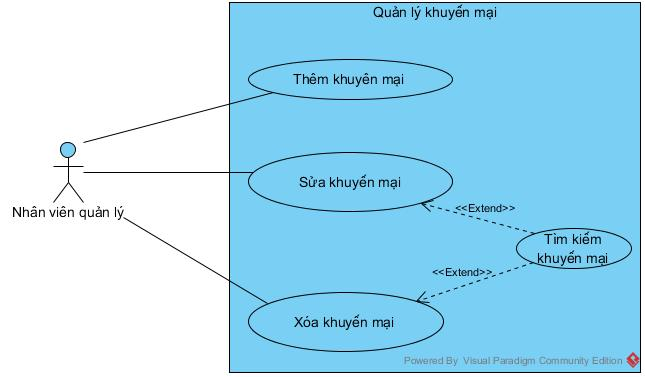 Quản lý khuyến mại
Thêm khuyên mại
Sửa khuyến mại
<<Extend>>
Nhân viên quản lý
Tìm kiếm
khuyến mại
<<Extend>>
Xóa khuyến mại
Powered By Visual Paradigm Community Edition